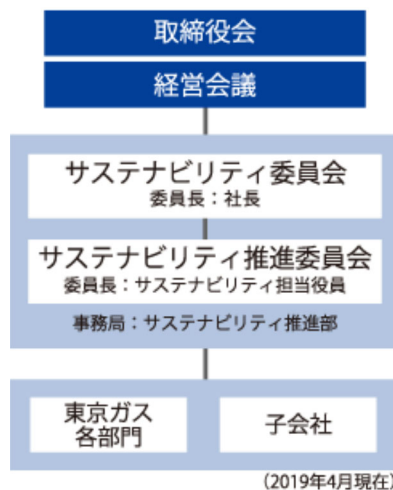 取締役会
経営会議
サステナビリティ委員会
委員長：社長
サステナビリティ推進委員会
委員長：サステナビリティ担当役員
事務局：サステナビリティ推進部
東京ガス
各部門
子会社
（2019年4月現在）